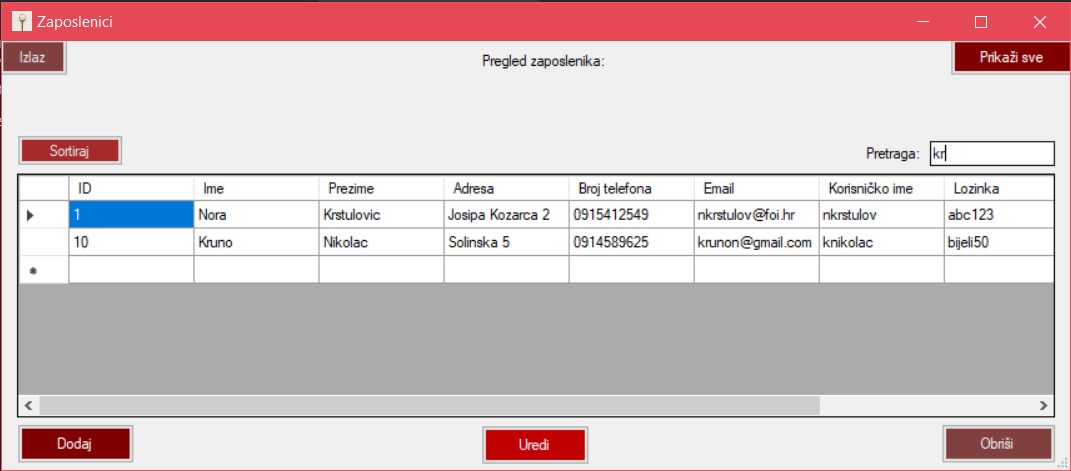 Zaposlenici
Izlaz
Pregled zaposlenika:
Prikaži sve
Sortiraj
Pretraga: kr
ID Ime Prezime Adresa Broj telefona Email Korisničko ime Lozinka
1 Nora Krstulovic Josipa Kozarca 2 0915412549 nkrstulov@foi.hr nkrstulov abc123
10 Kruno Nikolac Solinska 5 0914589625 krunon@gmail.com knikolac bijeli50
Dodaj
Uredi
Obriši